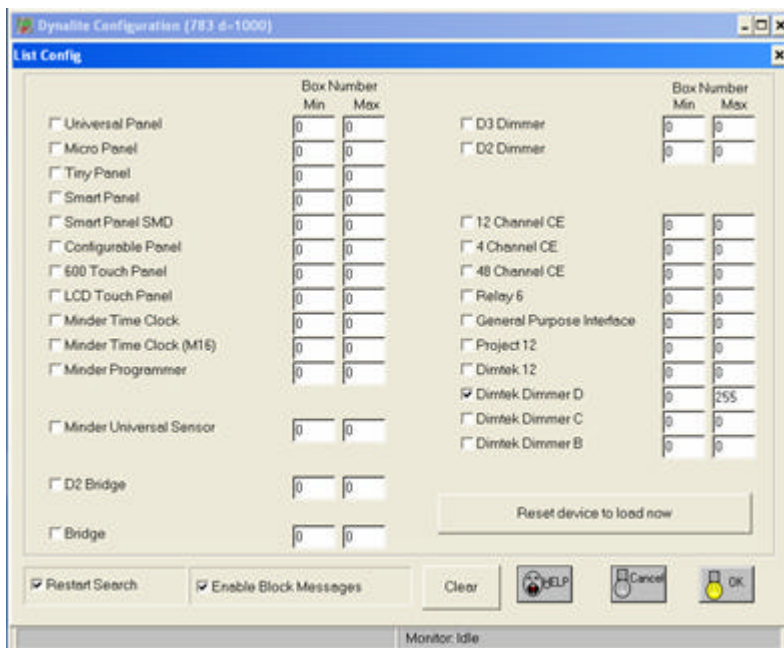 Dynalite Configuration (783 d-1000)
List Config
Box Number
Min Max
Universal Panel 0 0
Micro Panel 0 0
Tiny Panel 0 0
Smart Panel 0 0
Smart Panel SMD 0 0
Configurable Panel 0 0
600 Touch Panel 0 0
LCD Touch Panel 0 0
Minder Time Clock 0 0
Minder Time Clock (M16) 0 0
Minder Programmer 0 0
Minder Universal Sensor 0 0
D2 Bridge 0 0
Bridge 0 0
Box Number
Min Max
D3 Dimmer 0 0
D2 Dimmer 0 0
12 Channel CE 0 0
4 Channel CE 0 0
48 Channel CE 0 0
Relay 6 0 0
General Purpose Interface 0 0
Project 12 0 0
Dimtek 12 0 0
Dimtek Dimmer D 0 255
Dimtek Dimmer C 0 0
Dimtek Dimmer B 0 0
Reset device to load now
Restart Search
Enable Block Messages
Clear
HELP
Cancel
OK
Monitor: Idle